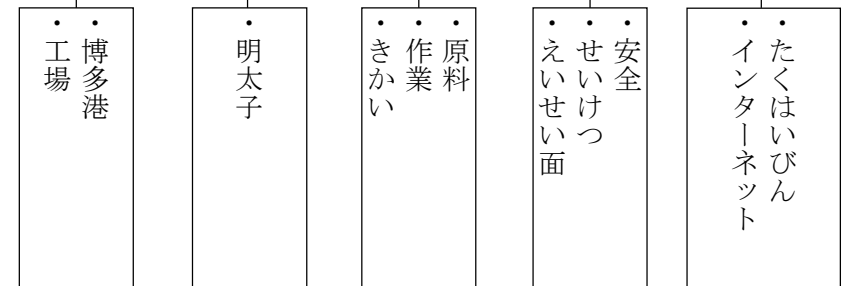 ・たくはいびん
・インターネット
・安全
・せいけつ
・えいせい面
・原料
・作業
・きかい
・明太子
・博多港
・工場